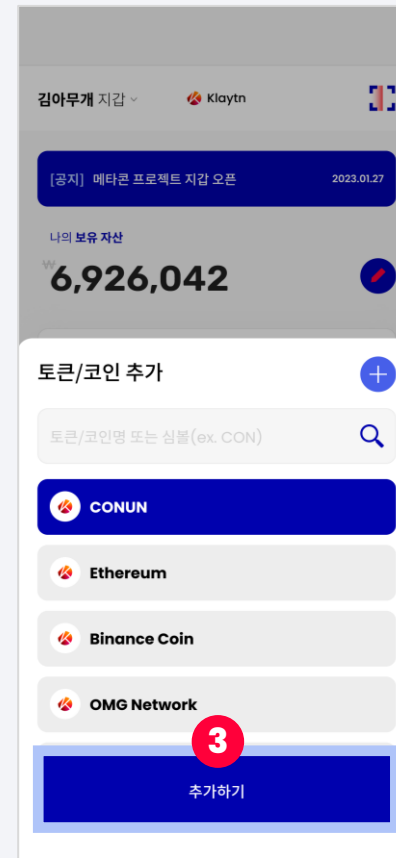 김아무개 지갑 Klaytn
[공지] 메타콘 프로젝트 지갑 오픈 2023.01.27
나의 보유 자산
₩6,926,042
토큰/코인 추가
토큰/코인명 또는 심볼(ex. CON)
CONUN
Ethereum
Binance Coin
OMG Network
3
추가하기